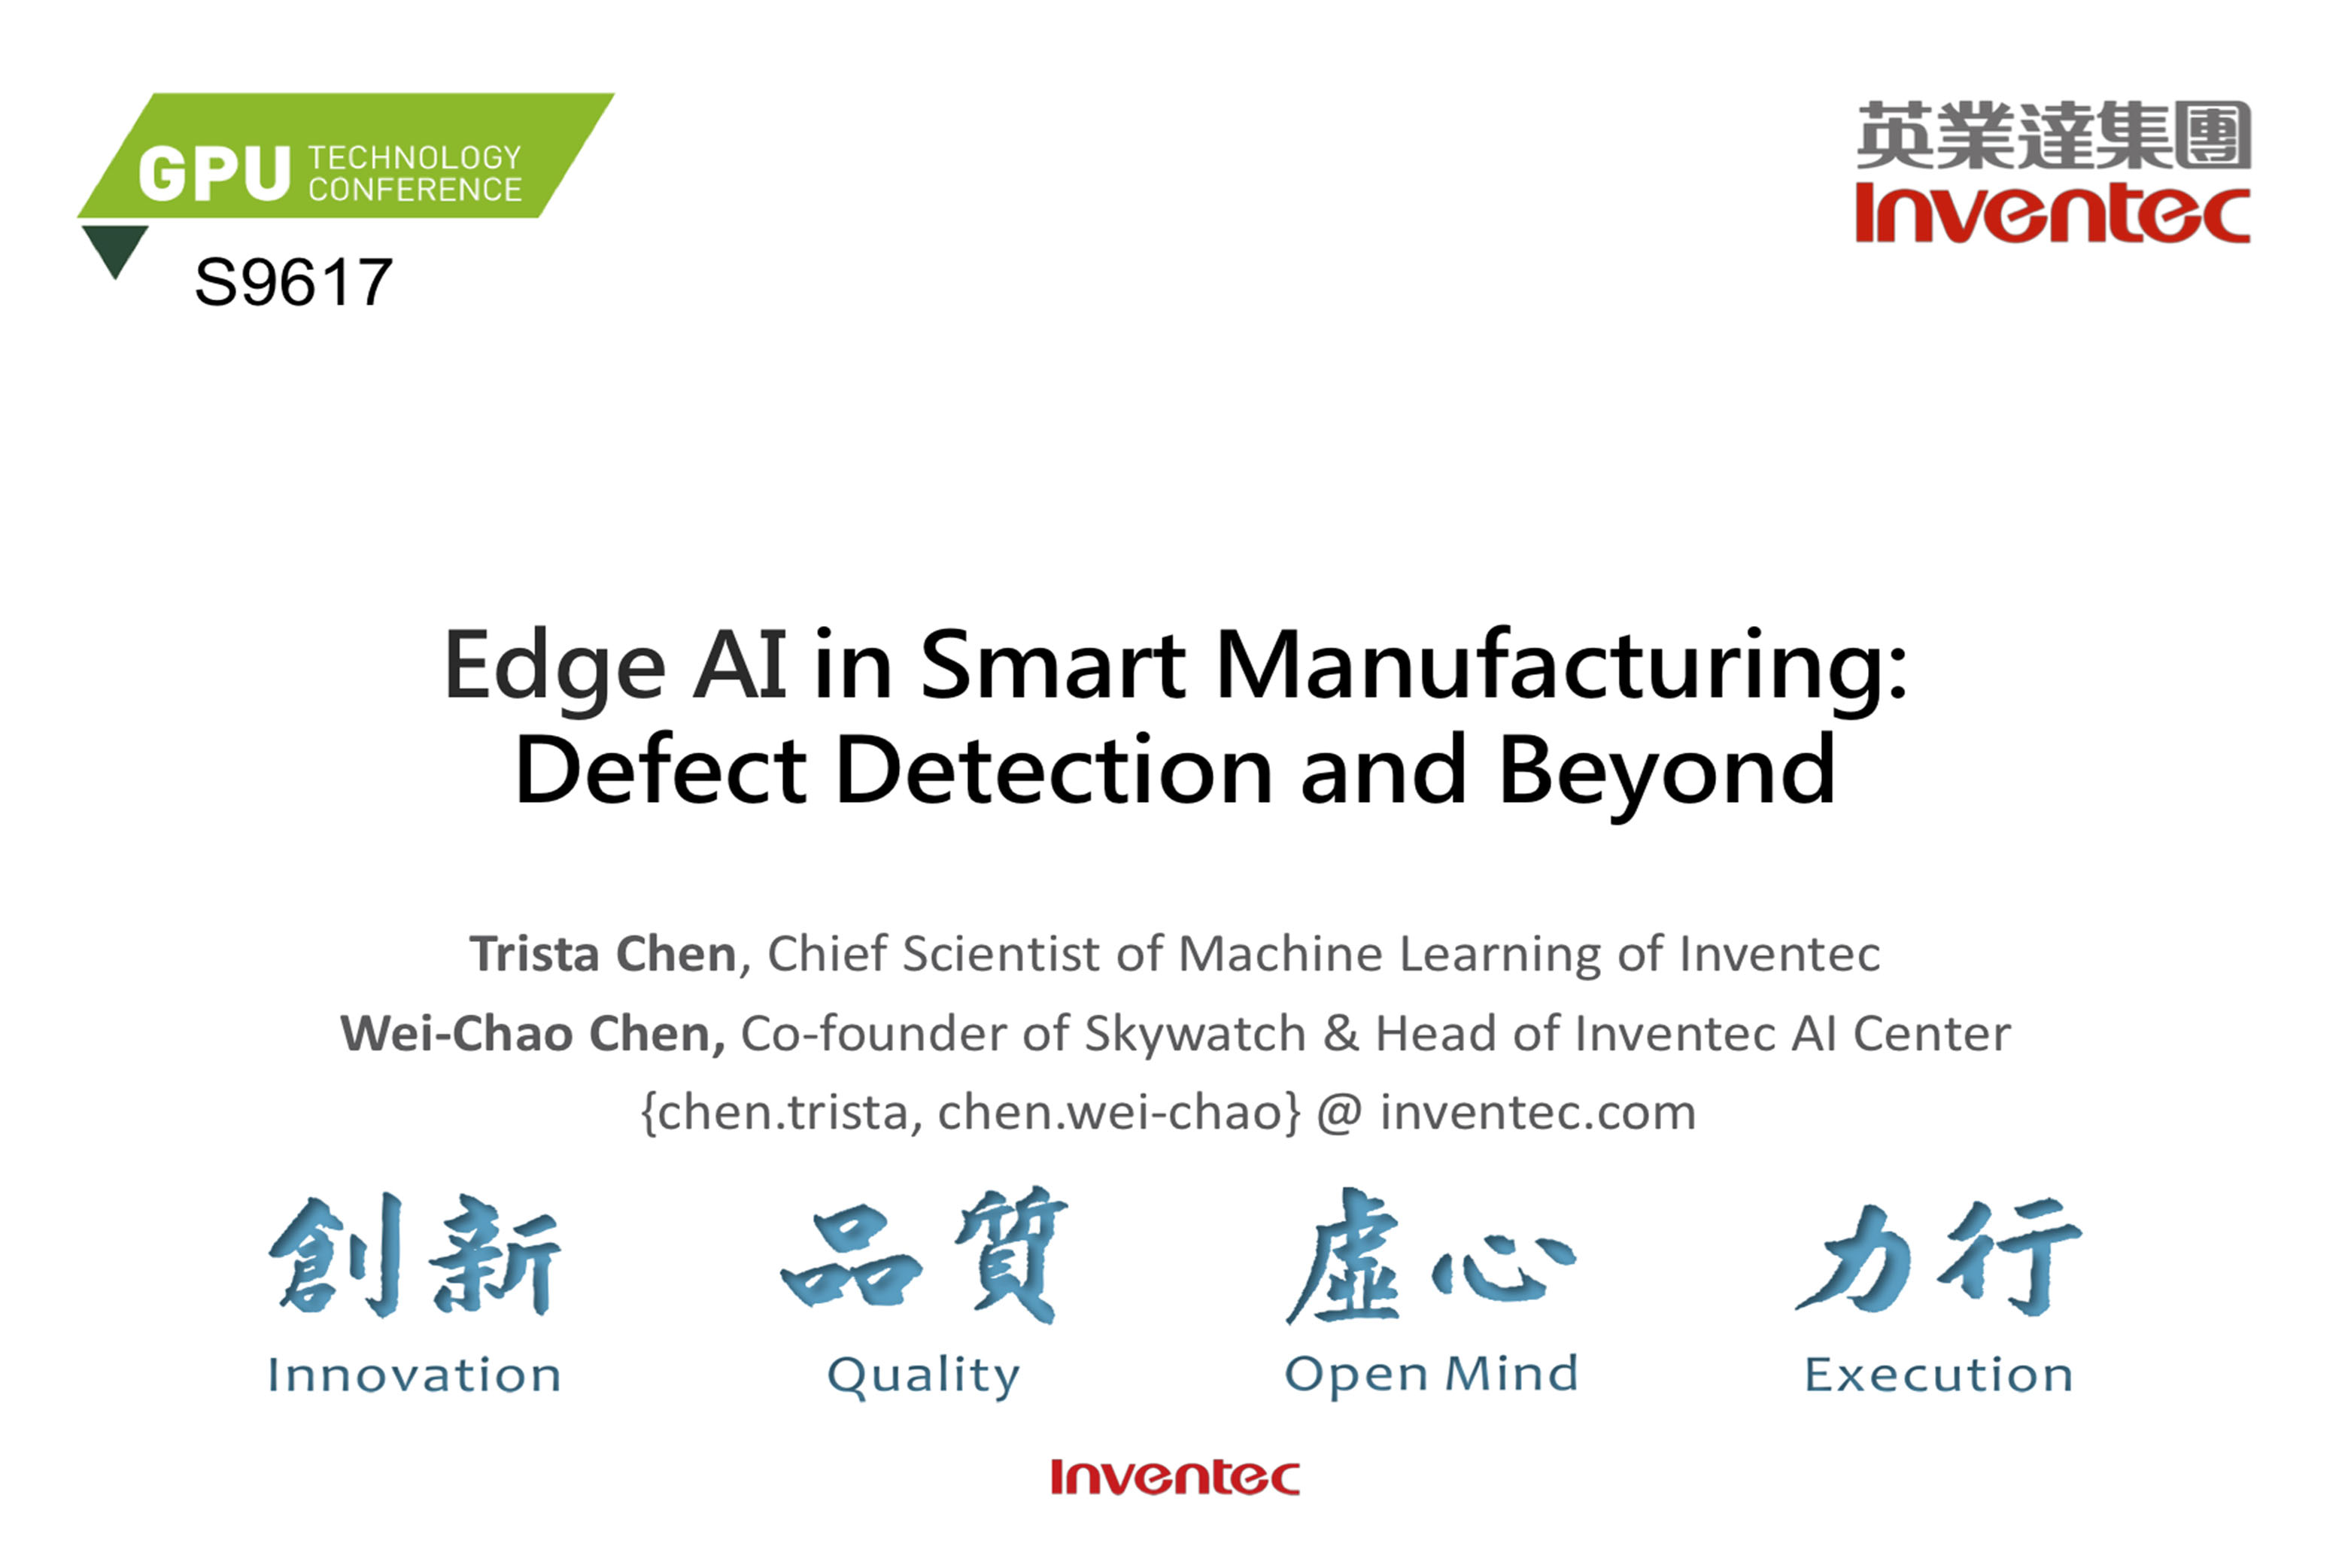 GPU TECHNOLOGY CONFERENCE
S9617
英業達集團
Inventec
Edge AI in Smart Manufacturing:
Defect Detection and Beyond
Trista Chen, Chief Scientist of Machine Learning of Inventec
Wei-Chao Chen, Co-founder of Skywatch & Head of Inventec AI Center
{chen.trista, chen.wei-chao} @ inventec.com
創新 品質 虛心 力行
Innovation Quality Open Mind Execution
Inventec